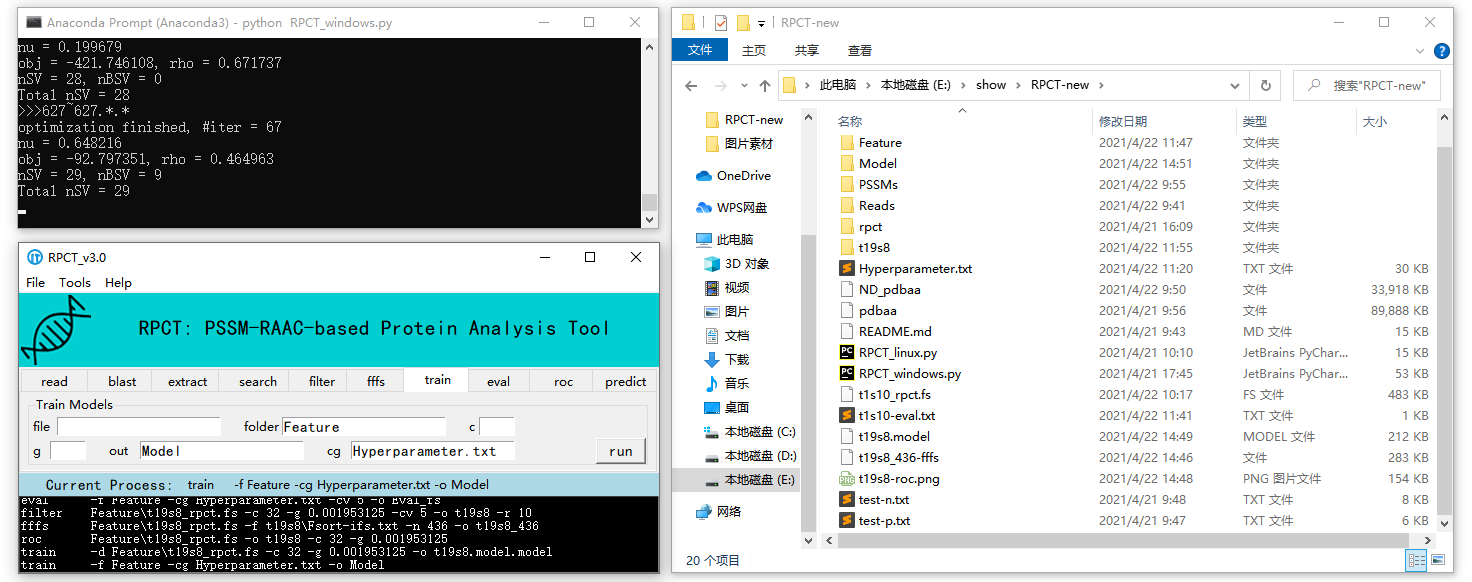 Anaconda Prompt (Anaconda3) - python RPCT_windows.py
nu = 0.199679
obj = -421.746108, rho = 0.671737
nSV = 28, nBSV = 0
Total nSV = 28
>>>627~627.*.*
optimization finished, #iter = 67
nu = 0.648216
obj = -92.797351, rho = 0.464963
nSV = 29, nBSV = 9
Total nSV = 29
RPCT_v3.0
File Tools Help
RPCT: PSSM-RAAC-based Protein Analysis Tool
read blast extract search filter fffs train eval roc predict
Train Models
file folder Feature c
g out Model cg Hyperparameter.txt run
Current Process: train -f Feature -cg Hyperparameter.txt -o Model
eval -f Feature -cg Hyperparameter.txt -cv 5 -o Eval_fs
filter Feature\t19s8_rpct.fs -c 32 -g 0.001953125 -cv 5 -o t19s8 -r 10
fffs Feature\t19s8_rpct.fs -f t19s8\Fsort-ifs.txt -n 436 -o t19s8_436
roc Feature\t19s8_rpct.fs -o t19s8 -c 32 -g 0.001953125
train -d Feature\t19s8_rpct.fs -c 32 -g 0.001953125 -o t19s8.model.model
train -f Feature -cg Hyperparameter.txt -o Model
RPCT-new
文件 主页 共享 查看
此电脑 本地磁盘 (E:) show RPCT-new 搜索"RPCT-new"
RPCT-new
图片素材
OneDrive
WPS网盘
此电脑
3D 对象
视频
图片
文档
下载
音乐
桌面
本地磁盘 (C:)
本地磁盘 (D:)
本地磁盘 (E:)
网络
名称 修改日期 类型 大小
Feature 2021/4/22 11:47 文件夹
Model 2021/4/22 14:51 文件夹
PSSMs 2021/4/22 9:55 文件夹
Reads 2021/4/22 9:41 文件夹
rpct 2021/4/21 16:09 文件夹
t19s8 2021/4/22 11:55 文件夹
Hyperparameter.txt 2021/4/22 11:20 TXT 文件 30 KB
ND_pdbaa 2021/4/22 9:50 文件 33,918 KB
pdbaa 2021/4/21 9:56 文件 89,888 KB
README.md 2021/4/21 9:43 MD 文件 15 KB
RPCT_linux.py 2021/4/21 10:10 JetBrains PyChar... 15 KB
RPCT_windows.py 2021/4/21 17:45 JetBrains PyChar... 53 KB
t1s10_rpct.fs 2021/4/22 10:17 FS 文件 483 KB
t1s10-eval.txt 2021/4/22 11:41 TXT 文件 1 KB
t19s8.model 2021/4/22 14:49 MODEL 文件 212 KB
t19s8_436-fffs 2021/4/22 14:46 文件 283 KB
t19s8-roc.png 2021/4/22 14:48 PNG 图片文件 154 KB
test-n.txt 2021/4/21 9:48 TXT 文件 8 KB
test-p.txt 2021/4/21 9:47 TXT 文件 6 KB
20 个项目